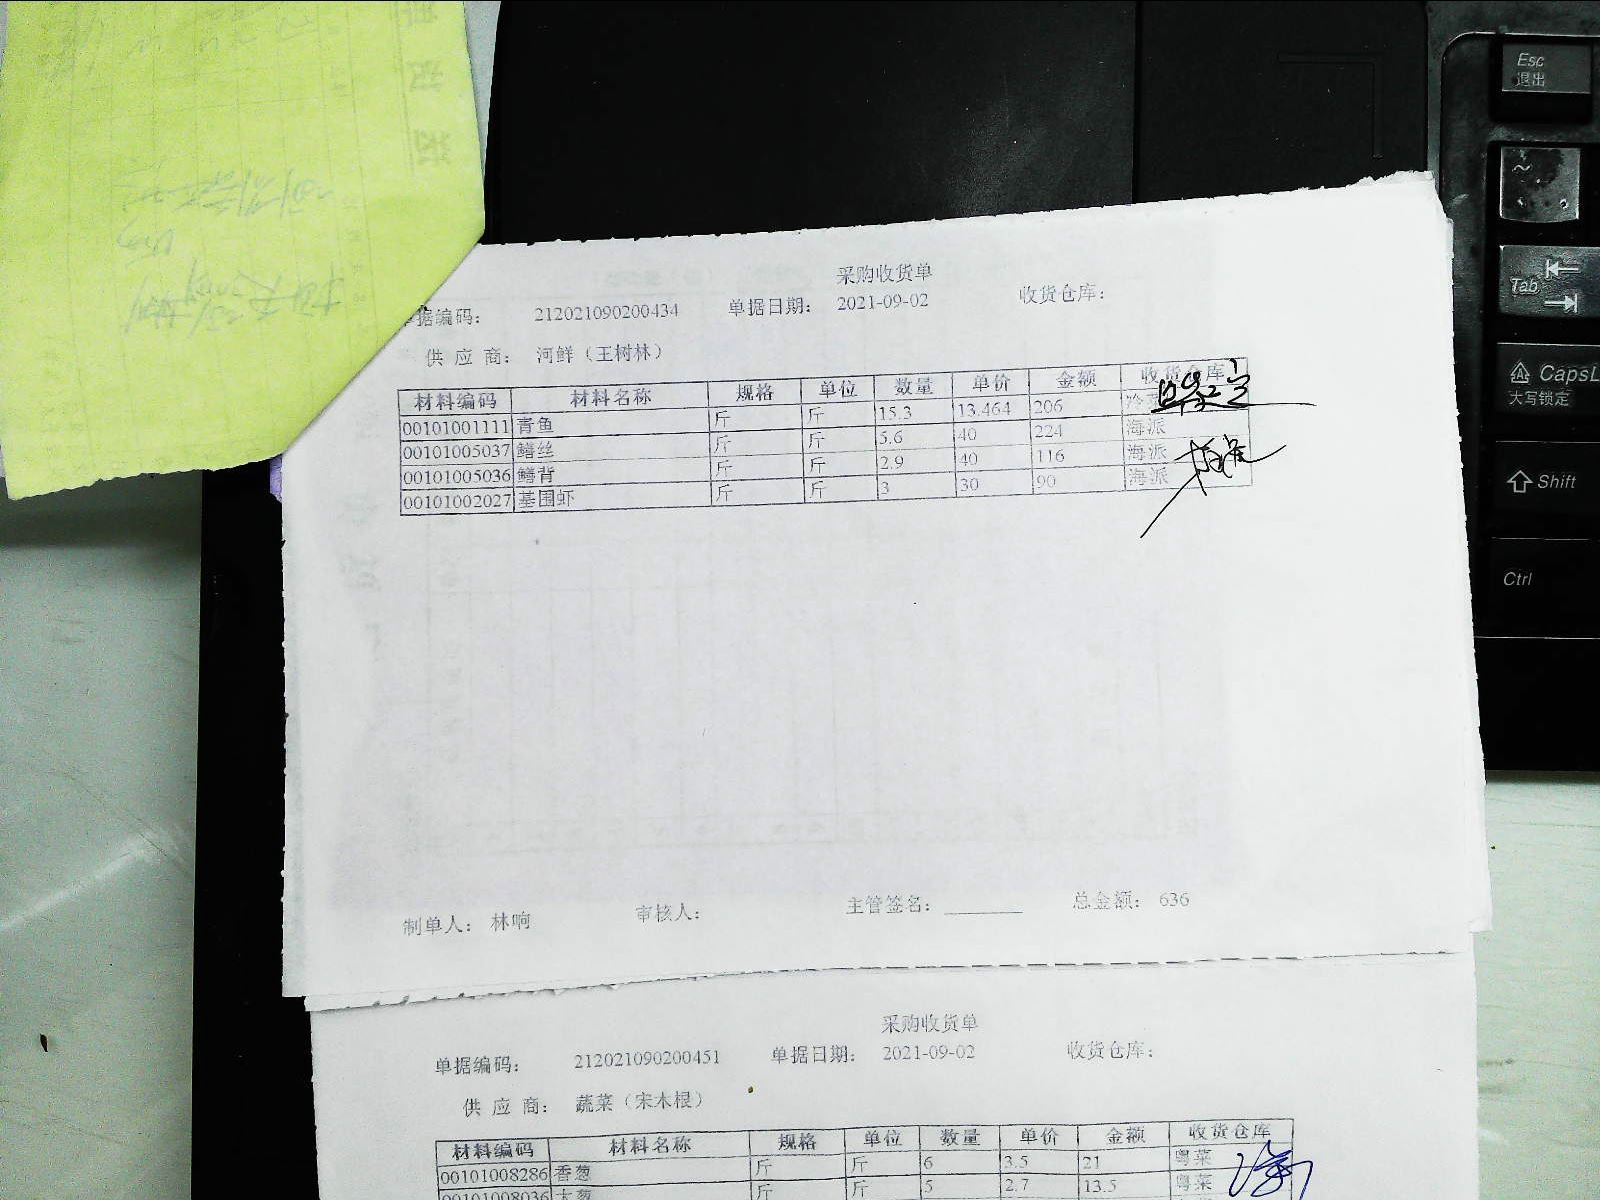 采购收货单
单据编码： 212021090200434 单据日期： 2021-09-02 收货仓库：
供 应 商： 河鲜（王树林）
材料编码 材料名称 规格 单位 数量 单价 金额 收货仓库
00101001111 青鱼 斤 斤 15.3 13.464 206
00101005037 鳝丝 斤 斤 5.6 40 224 海派
00101005036 鳝背 斤 斤 2.9 40 116 海派
00101002027 基围虾 斤 斤 3 30 90 海派
制单人： 林响 审核人： 主管签名： 总金额： 636
采购收货单
单据编码： 212021090200451 单据日期： 2021-09-02 收货仓库：
供 应 商： 蔬菜（宋木根）
材料编码 材料名称 规格 单位 数量 单价 金额 收货仓库
00101008286 香葱 斤 斤 6 3.5 21 粤菜
00101008036 大葱 斤 斤 5 2.7 13.5 粤菜
Esc
退出
~
Tab
CapsL
大写锁定
Shift
Ctrl